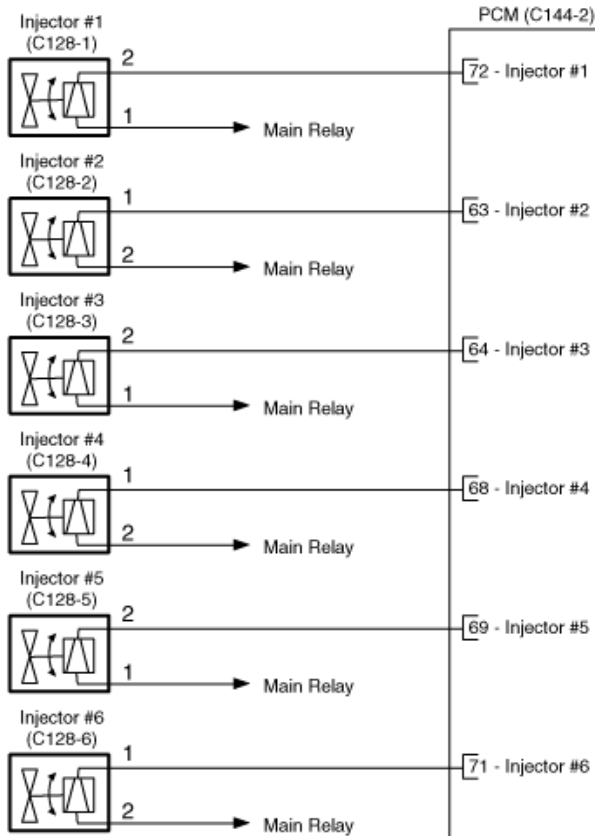 PCM (C144-2)
Injector #1
(C128-1)
2
72 - Injector #1
1
Main Relay
Injector #2
(C128-2)
1
63 - Injector #2
2
Main Relay
Injector #3
(C128-3)
2
64 - Injector #3
1
Main Relay
Injector #4
(C128-4)
1
68 - Injector #4
2
Main Relay
Injector #5
(C128-5)
2
69 - Injector #5
1
Main Relay
Injector #6
(C128-6)
1
71 - Injector #6
2
Main Relay